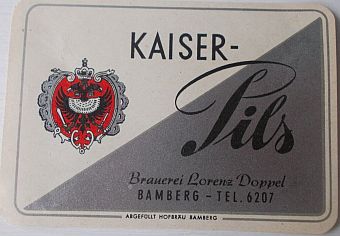 KAISER-
Pils
Brauerei Lorenz Doppel
BAMBERG - TEL. 6207
ABGEFÜLLT HOFBRÄU BAMBERG